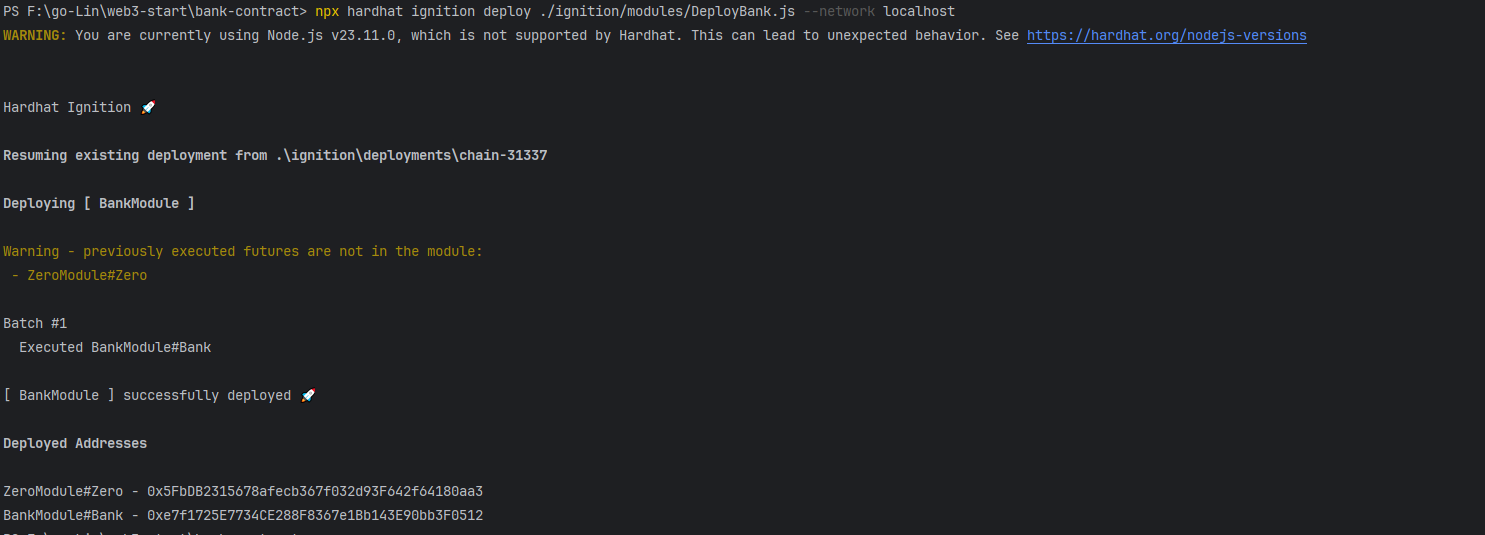 PS F:\go-Lin\web3-start\bank-contract> npx hardhat ignition deploy ./ignition/modules/DeployBank.js --network localhost
WARNING: You are currently using Node.js v23.11.0, which is not supported by Hardhat. This can lead to unexpected behavior. See https://hardhat.org/nodejs-versions
Hardhat Ignition 🚀
Resuming existing deployment from .\ignition\deployments\chain-31337
Deploying [ BankModule ]
Warning - previously executed futures are not in the module:
- ZeroModule#Zero
Batch #1
Executed BankModule#Bank
[ BankModule ] successfully deployed 🚀
Deployed Addresses
ZeroModule#Zero - 0x5FbDB2315678afecb367f032d93F642f64180aa3
BankModule#Bank - 0xe7f1725E7734CE288F8367e1Bb143E90bb3F0512